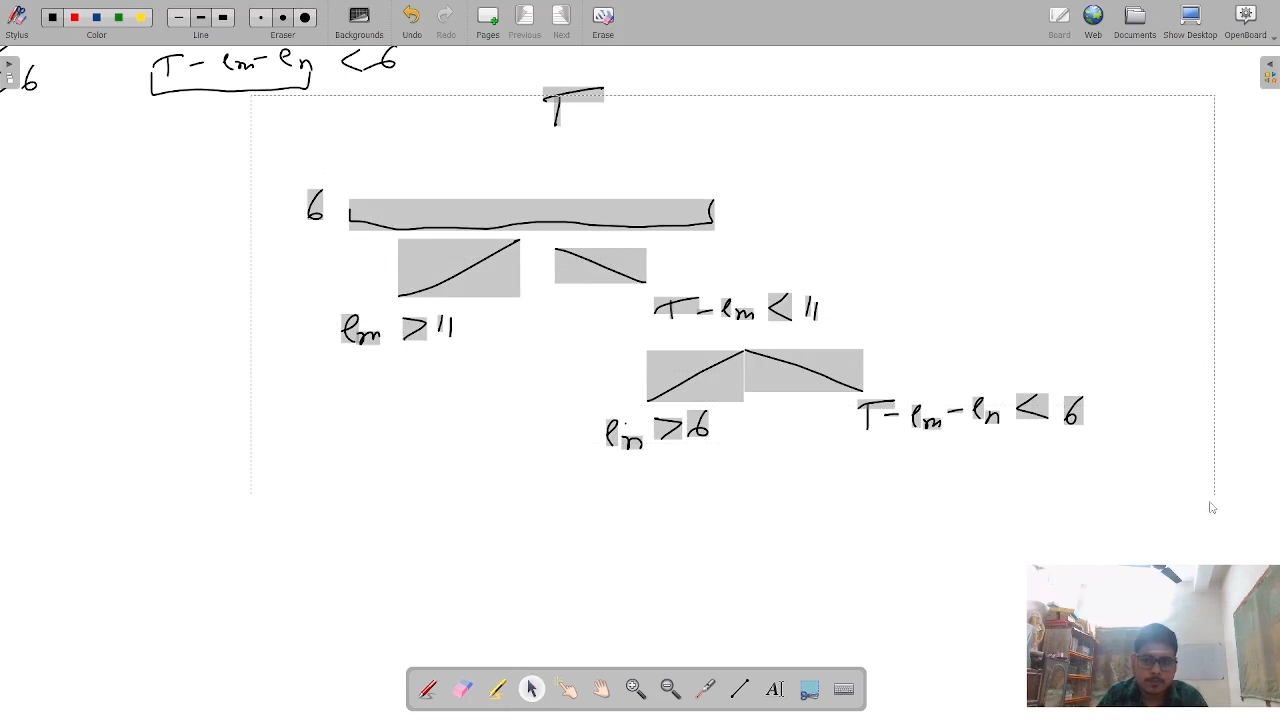 Stylus Color Line Eraser Backgrounds Undo Redo Pages Previous Next Erase Board Web Documents Show Desktop OpenBoard
6 T - lm - ln < 6
T
6
T - lm < 11
lm > 11
T - lm - ln < 6
ln > 6